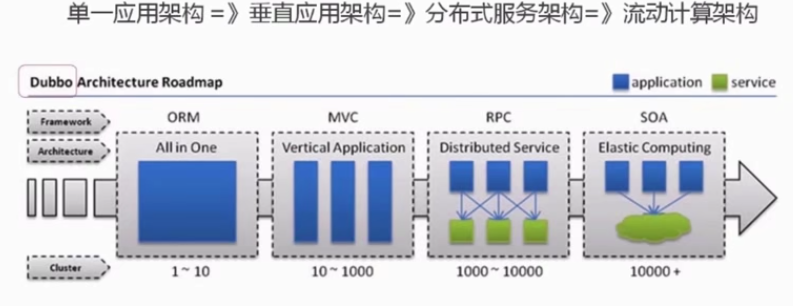 单一应用架构 =》垂直应用架构=》分布式服务架构=》流动计算架构
Dubbo Architecture Roadmap
application service
Framework
ORM MVC RPC SOA
Architecture
All in One Vertical Application Distributed Service Elastic Computing
Cluster
1 ~ 10 10 ~ 1000 1000 ~ 10000 10000 +